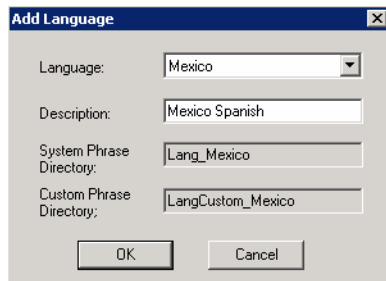 Add Language
Language: Mexico
Description: Mexico Spanish
System Phrase
Directory: Lang_Mexico
Custom Phrase
Directory; LangCustom_Mexico
OK Cancel